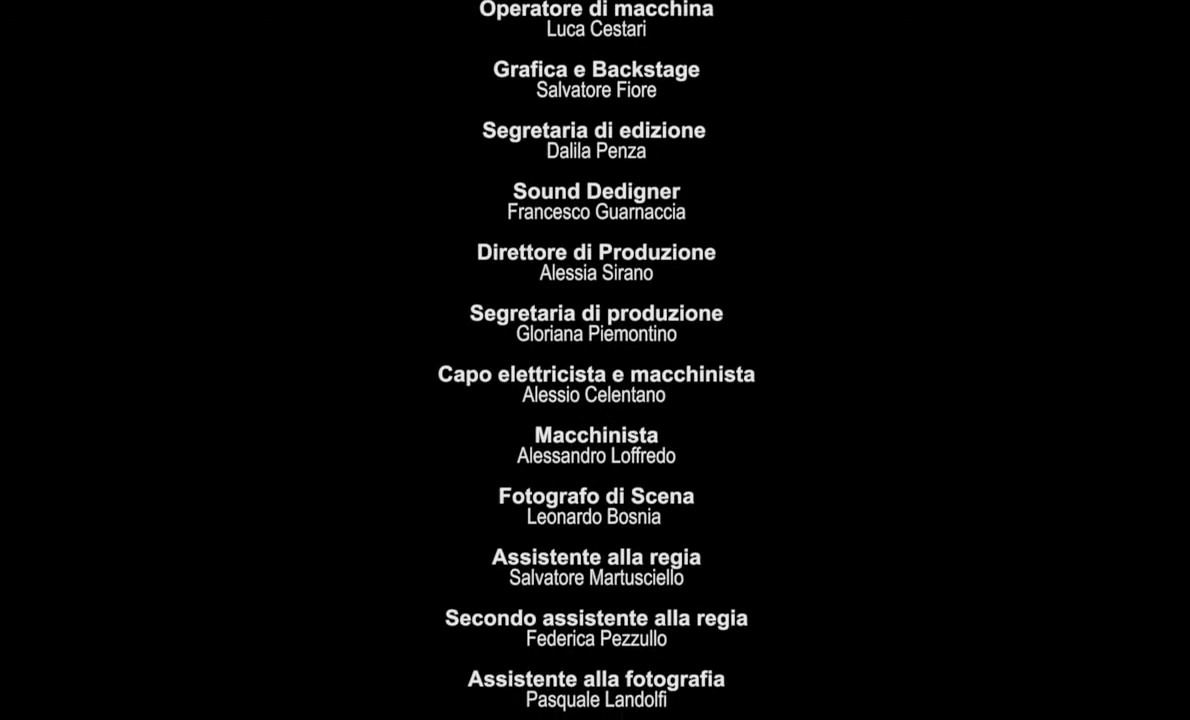 Operatore di macchina
Luca Cestari
Grafica e Backstage
Salvatore Fiore
Segretaria di edizione
Dalila Penza
Sound Dedigner
Francesco Guarnaccia
Direttore di Produzione
Alessia Sirano
Segretaria di produzione
Gloriana Piemontino
Capo elettricista e macchinista
Alessio Celentano
Macchinista
Alessandro Loffredo
Fotografo di Scena
Leonardo Bosnia
Assistente alla regia
Salvatore Martusciello
Secondo assistente alla regia
Federica Pezzullo
Assistente alla fotografia
Pasquale Landolfi